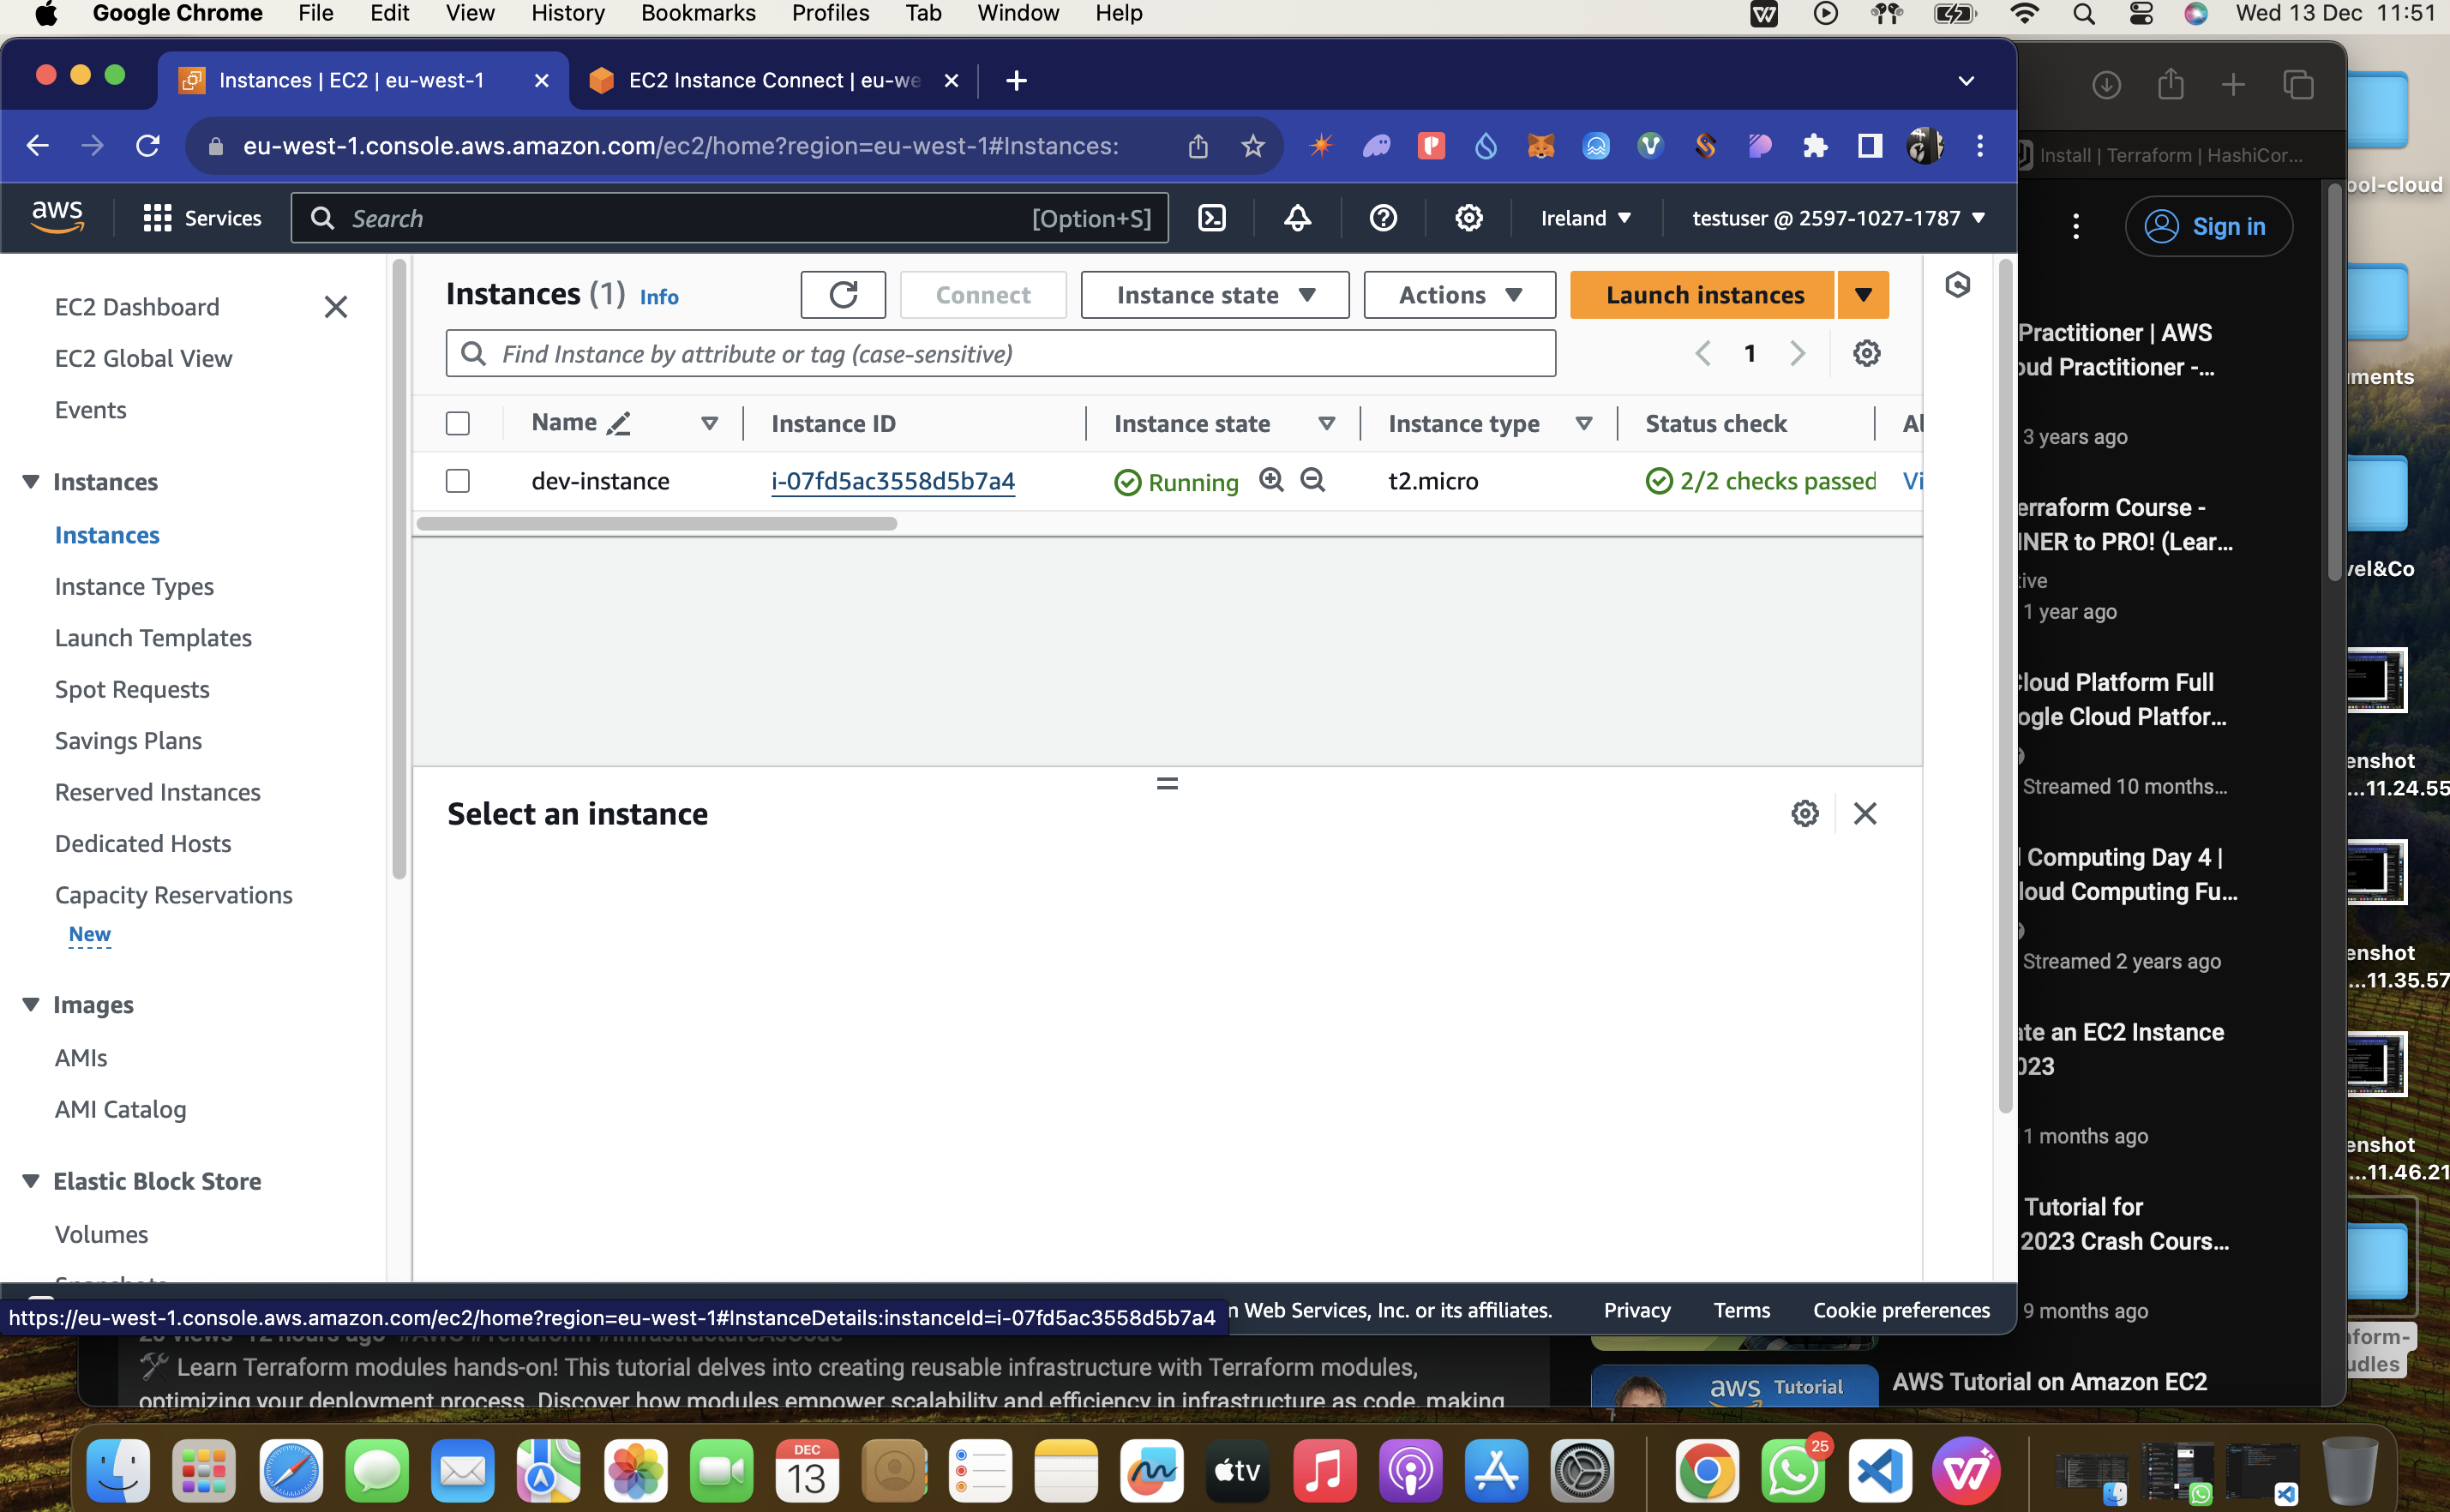 Google Chrome File Edit View History Bookmarks Profiles Tab Window Help
Wed 13 Dec 11:51
Instances | EC2 | eu-west-1
EC2 Instance Connect | eu-we
eu-west-1.console.aws.amazon.com/ec2/home?region=eu-west-1#Instances:
aws
Services
Search
[Option+S]
Ireland
testuser @ 2597-1027-1787
EC2 Dashboard
EC2 Global View
Events
Instances
Instances
Instance Types
Launch Templates
Spot Requests
Savings Plans
Reserved Instances
Dedicated Hosts
Capacity Reservations
New
Images
AMIs
AMI Catalog
Elastic Block Store
Volumes
Snapshots
Instances (1) Info
Connect
Instance state
Actions
Launch instances
Find Instance by attribute or tag (case-sensitive)
1
Name Instance ID Instance state Instance type Status check Al
dev-instance i-07fd5ac3558d5b7a4 Running t2.micro 2/2 checks passed Vi
Select an instance
https://eu-west-1.console.aws.amazon.com/ec2/home?region=eu-west-1#InstanceDetails:instanceId=i-07fd5ac3558d5b7a4
n Web Services, Inc. or its affiliates. Privacy Terms Cookie preferences
Install | Terraform | HashiCor...
Sign in
Practitioner | AWS
oud Practitioner -...
3 years ago
erraform Course -
NER to PRO! (Lear...
tive
1 year ago
Cloud Platform Full
ogle Cloud Platfor...
Streamed 10 months...
Computing Day 4 |
loud Computing Fu...
Streamed 2 years ago
ate an EC2 Instance
023
1 months ago
Tutorial for
2023 Crash Cours...
9 months ago
views 12 hours ago #AWS #Terraform #InfrastructureAsCode
🛠 Learn Terraform modules hands-on! This tutorial delves into creating reusable infrastructure with Terraform modules,
optimizing your deployment process. Discover how modules empower scalability and efficiency in infrastructure as code, making
aws Tutorial
AWS Tutorial on Amazon EC2
ool-cloud
uments
vel&Co
enshot
...11.24.55
enshot
...11.35.57
enshot
...11.46.21
aform-
udles
DEC
13
tv
25